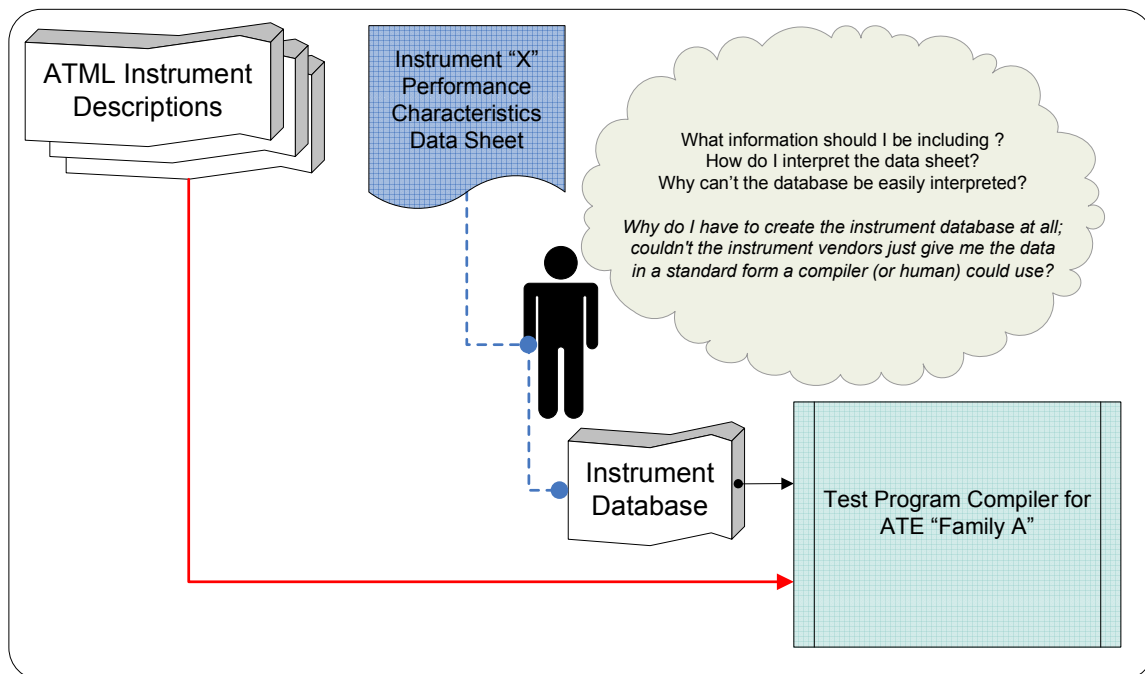 ATML Instrument
Descriptions
Instrument “X”
Performance
Characteristics
Data Sheet
What information should I be including ?
How do I interpret the data sheet?
Why can’t the database be easily interpreted?
Why do I have to create the instrument database at all;
couldn't the instrument vendors just give me the data
in a standard form a compiler (or human) could use?
Instrument
Database
Test Program Compiler for
ATE “Family A”